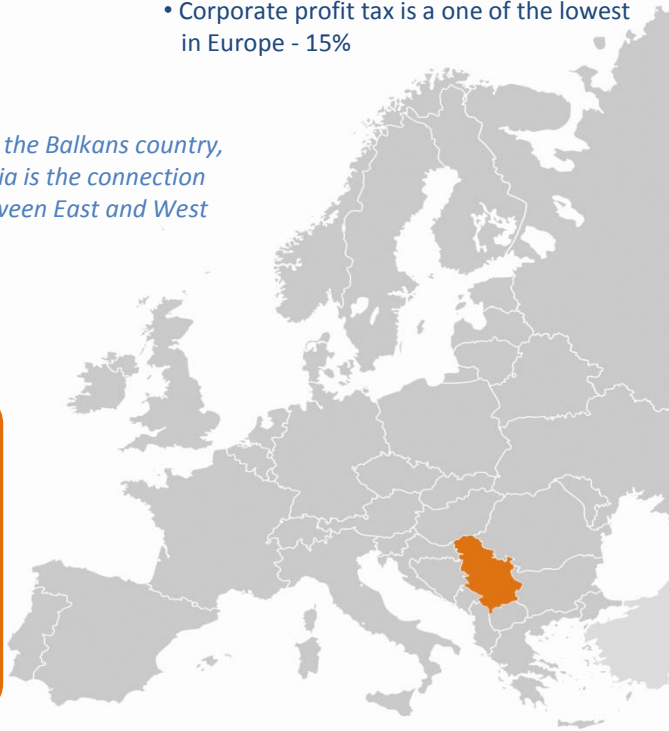 • Corporate profit tax is a one of the lowest
in Europe - 15%
the Balkans country,
is the connection
East and West